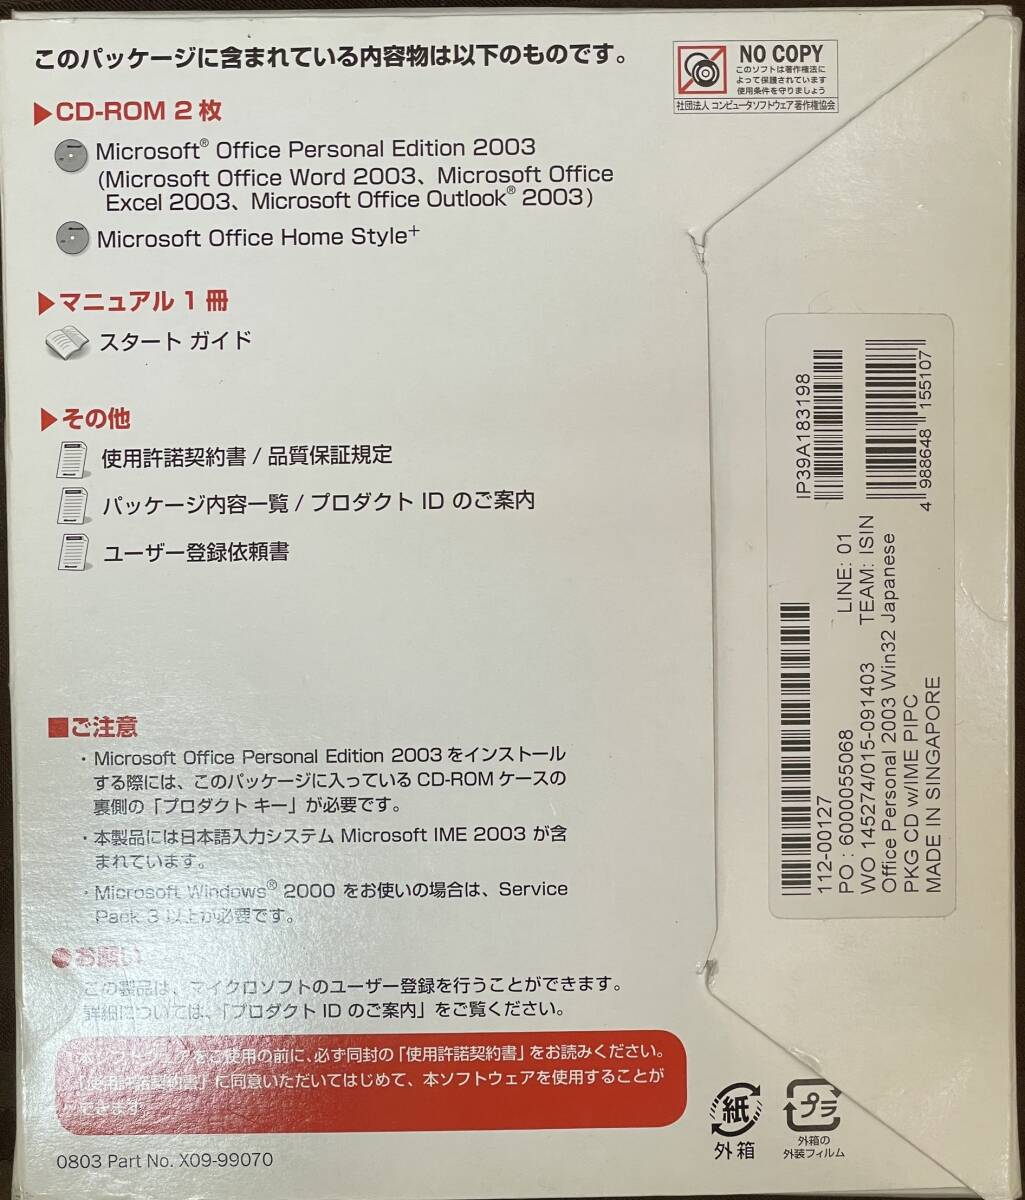 このパッケージに含まれている内容物は以下のものです。
▶CD-ROM 2 枚
Microsoft® Office Personal Edition 2003
(Microsoft Office Word 2003、Microsoft Office
Excel 2003、Microsoft Office Outlook® 2003)
Microsoft Office Home Style+
▶マニュアル 1 冊
スタート ガイド
▶その他
使用許諾契約書 / 品質保証規定
パッケージ内容一覧 / プロダクト ID のご案内
ユーザー登録依頼書
■ご注意
・Microsoft Office Personal Edition 2003 をインストール
する際には、このパッケージに入っている CD-ROM ケースの
裏側の「プロダクト キー」が必要です。
・本製品には日本語入力システム Microsoft IME 2003 が含
まれています。
・Microsoft Windows® 2000 をお使いの場合は、Service
Pack 3 以上が必要です。
●お願い
この製品は、マイクロソフトのユーザー登録を行うことができます。
詳細については、「プロダクト ID のご案内」をご覧ください。
本ソフトウェアをご使用の前に、必ず同封の「使用許諾契約書」をお読みください。
「使用許諾契約書」に同意いただいてはじめて、本ソフトウェアを使用することが
できます。
0803 Part No. X09-99070
NO COPY
このソフトは著作権法に
よって保護されています
使用条件を守りましょう
社団法人 コンピュータソフトウェア著作権協会
IP39A183198
4 988648 155107
112-00127
PO : 6000055068 LINE: 01
WO 145274/015-091403 TEAM: ISIN
Office Personal 2003 Win32 Japanese
PKG CD w/IME PIPC
MADE IN SINGAPORE
紙
外箱
プラ
外箱の
外装フィルム